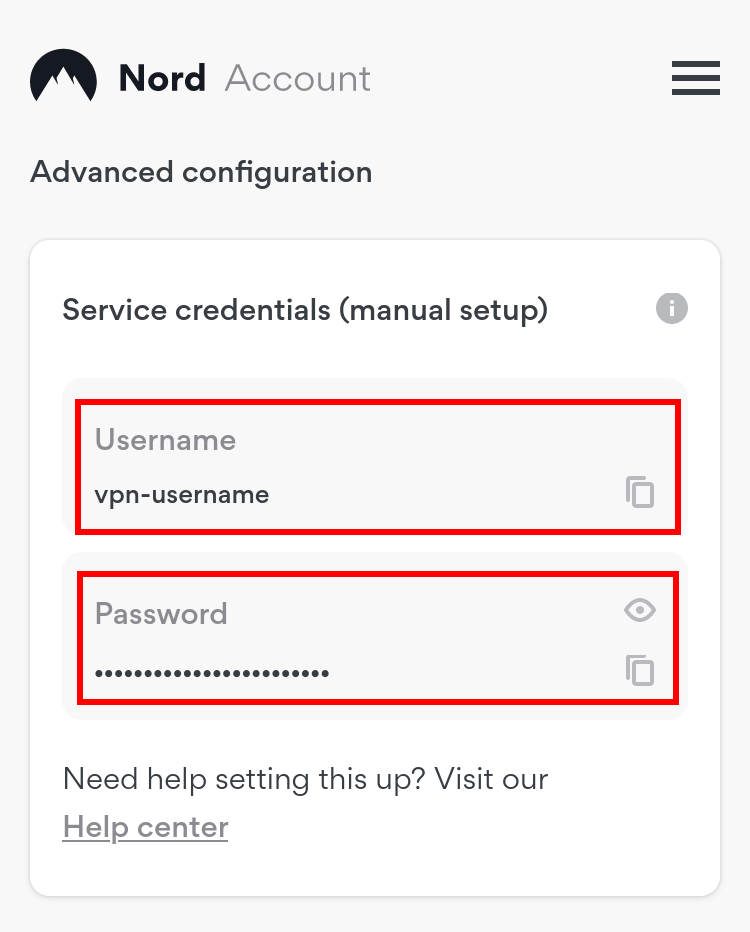 Nord Account
Advanced configuration
Service credentials (manual setup)
Username
vpn-username
Password
••••••••••••••••••••••••
Need help setting this up? Visit our
Help center